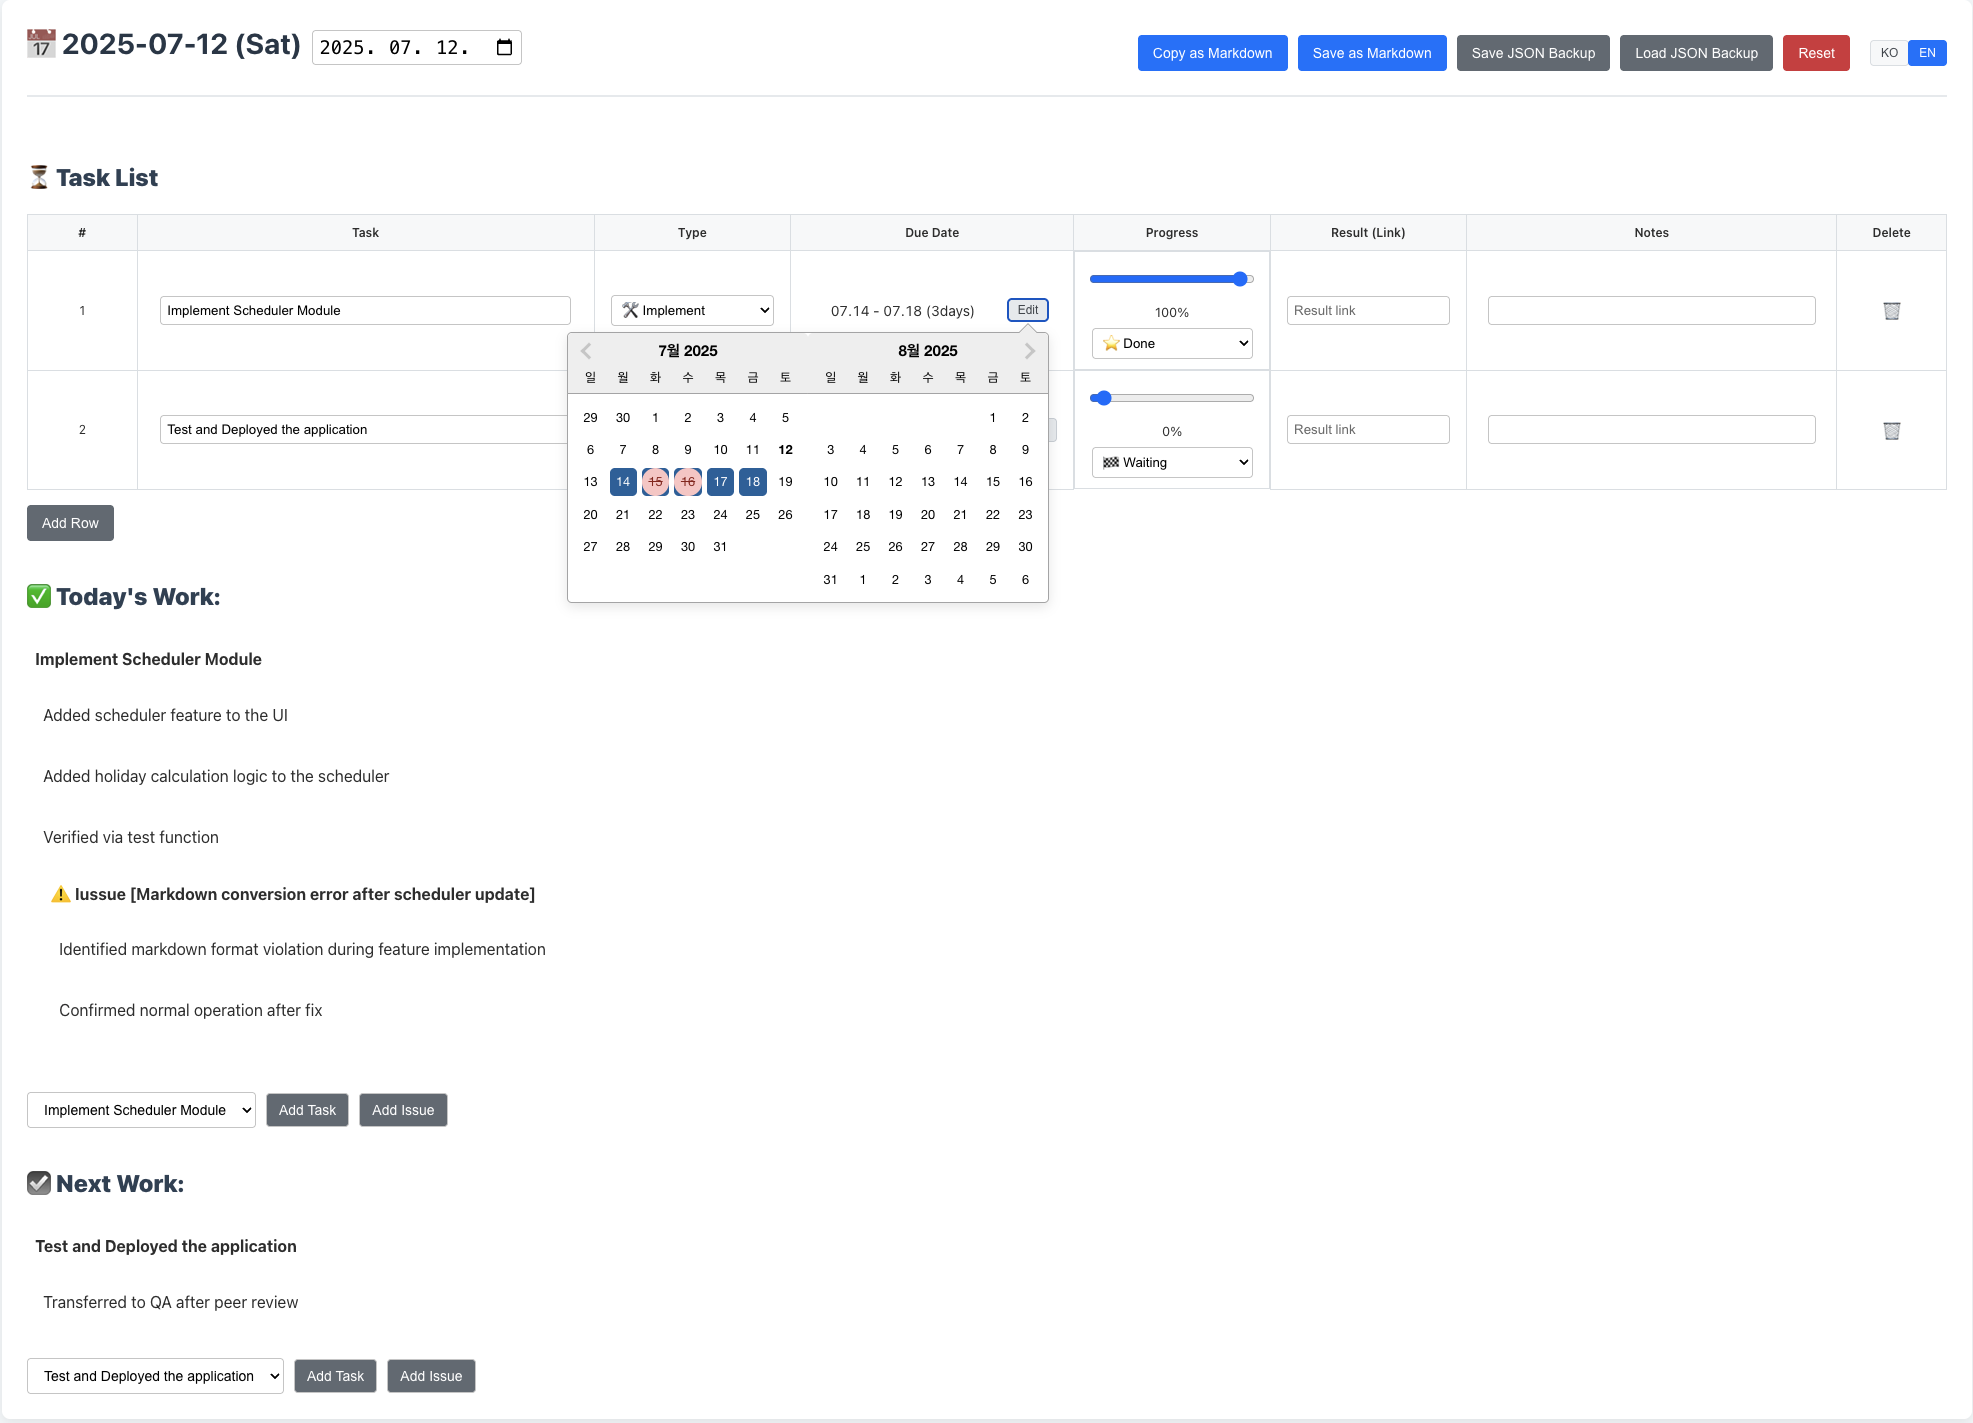 2025-07-12 (Sat) 2025. 07. 12.
Copy as Markdown Save as Markdown Save JSON Backup Load JSON Backup Reset KO EN
Task List
# Task Type Due Date Progress Result (Link) Notes Delete
1 Implement Scheduler Module Implement 07.14 - 07.18 (3days) Edit 100% Done Result link
7월 2025 8월 2025
일 월 화 수 목 금 토 일 월 화 수 목 금 토
29 30 1 2 3 4 5 1 2
6 7 8 9 10 11 12 3 4 5 6 7 8 9
13 14 15 16 17 18 19 10 11 12 13 14 15 16
20 21 22 23 24 25 26 17 18 19 20 21 22 23
27 28 29 30 31 24 25 26 27 28 29 30
31 1 2 3 4 5 6
2 Test and Deployed the application 0% Waiting Result link
Add Row
Today's Work:
Implement Scheduler Module
Added scheduler feature to the UI
Added holiday calculation logic to the scheduler
Verified via test function
Iussue [Markdown conversion error after scheduler update]
Identified markdown format violation during feature implementation
Confirmed normal operation after fix
Implement Scheduler Module Add Task Add Issue
Next Work:
Test and Deployed the application
Transferred to QA after peer review
Test and Deployed the application Add Task Add Issue